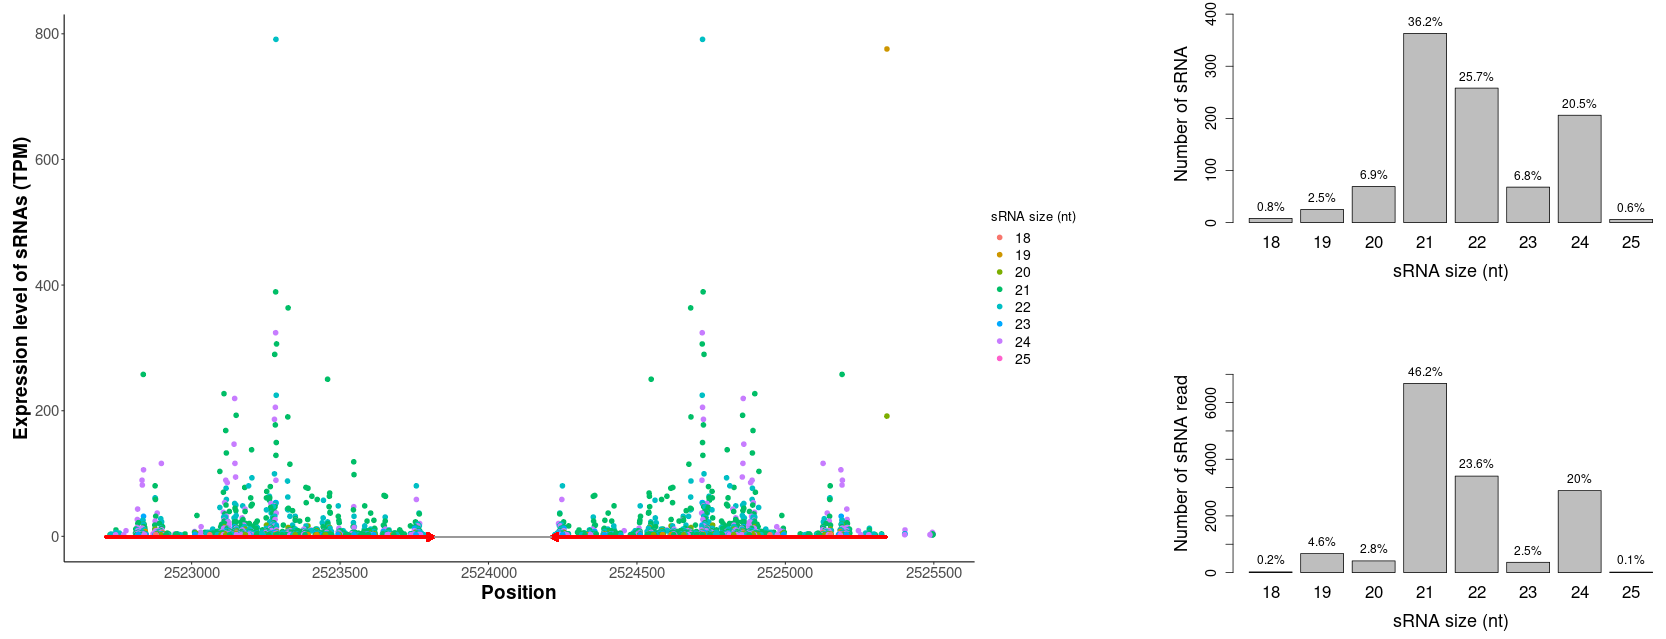 Expression level of sRNAs (TPM)
800
600
400
200
0
2523000 2523500 2524000 2524500 2525000 2525500
Position
sRNA size (nt)
18
19
20
21
22
23
24
25
Number of sRNA
400
300
200
100
0
0.8% 2.5% 6.9% 36.2% 25.7% 6.8% 20.5% 0.6%
18 19 20 21 22 23 24 25
sRNA size (nt)
Number of sRNA read
6000
4000
2000
0
0.2% 4.6% 2.8% 46.2% 23.6% 2.5% 20% 0.1%
18 19 20 21 22 23 24 25
sRNA size (nt)